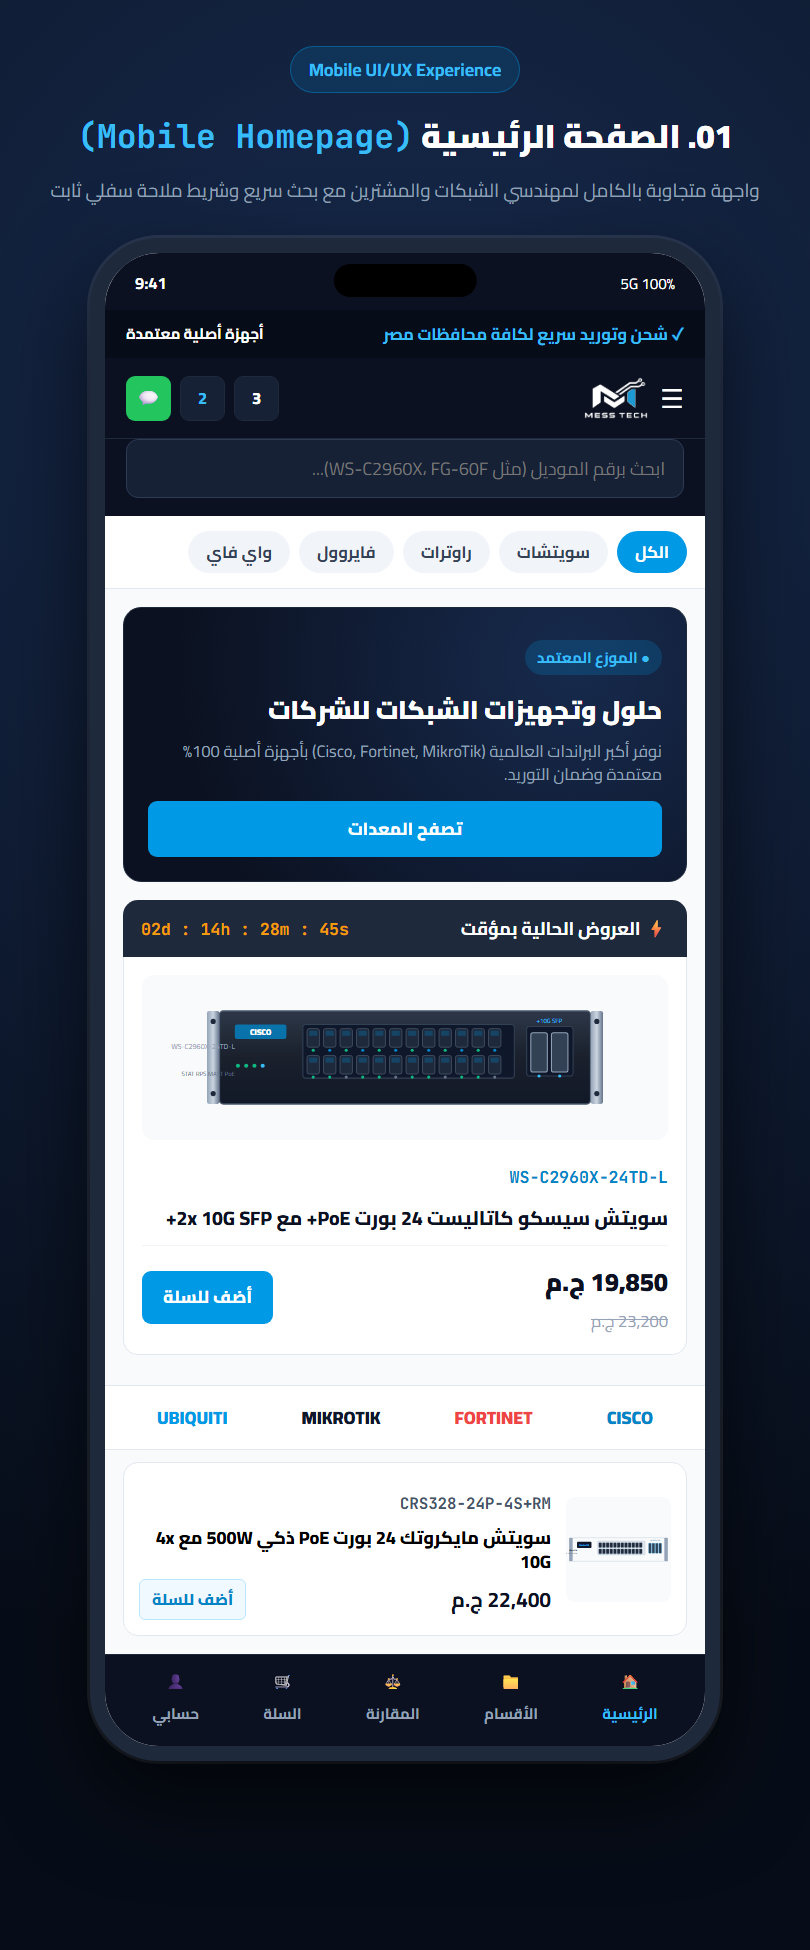 Mobile UI/UX Experience
01. الصفحة الرئيسية (Mobile Homepage)
واجهة متجاوبة بالكامل لمهندسي الشبكات والمشترين مع بحث سريع وشريط ملاحة سفلي ثابت
9:41
5G 100%
✓ شحن وتوريد سريع لكافة محافظات مصر
أجهزة أصلية معتمدة
MESS TECH
3
2
ابحث برقم الموديل (مثل WS-C2960X، FG-60F)...
الكل
سويتشات
راوترات
فايروول
واي فاي
● الموزع المعتمد
حلول وتجهيزات الشبكات للشركات
نوفر أكبر البراندات العالمية (Cisco, Fortinet, MikroTik) بأجهزة أصلية 100%
معتمدة وضمان التوريد.
تصفح المعدات
العروض الحالية بمؤقت
02d : 14h : 28m : 45s
CISCO
+10G SFP
WS-C2960X-24TD-L
سويتش سيسكو كاتاليست 24 بورت PoE+ مع 2x 10G SFP+
19,850 ج.م
23,200 ج.م
أضف للسلة
CISCO
FORTINET
MIKROTIK
UBIQUITI
CRS328-24P-4S+RM
سويتش مايكروتك 24 بورت PoE ذكي 500W مع 4x
10G
22,400 ج.م
أضف للسلة
الرئيسية
الأقسام
المقارنة
السلة
حسابي